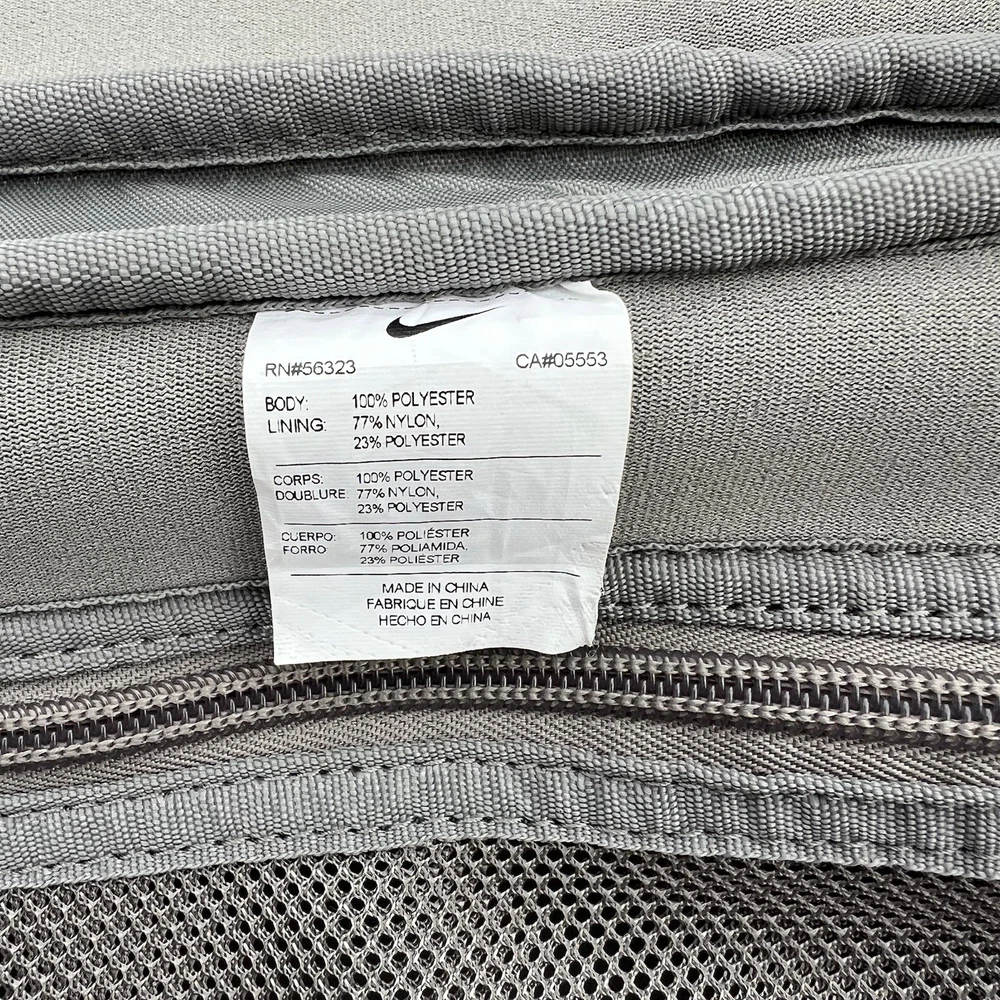 RN#56323 CA#05553
BODY: 100% POLYESTER
LINING: 77% NYLON,
23% POLYESTER
CORPS: 100% POLYESTER
DOUBLURE: 77% NYLON,
23% POLYESTER
CUERPO: 100% POLIÉSTER
FORRO 77% POLIAMIDA,
23% POLIÉSTER
MADE IN CHINA
FABRIQUE EN CHINE
HECHO EN CHINA